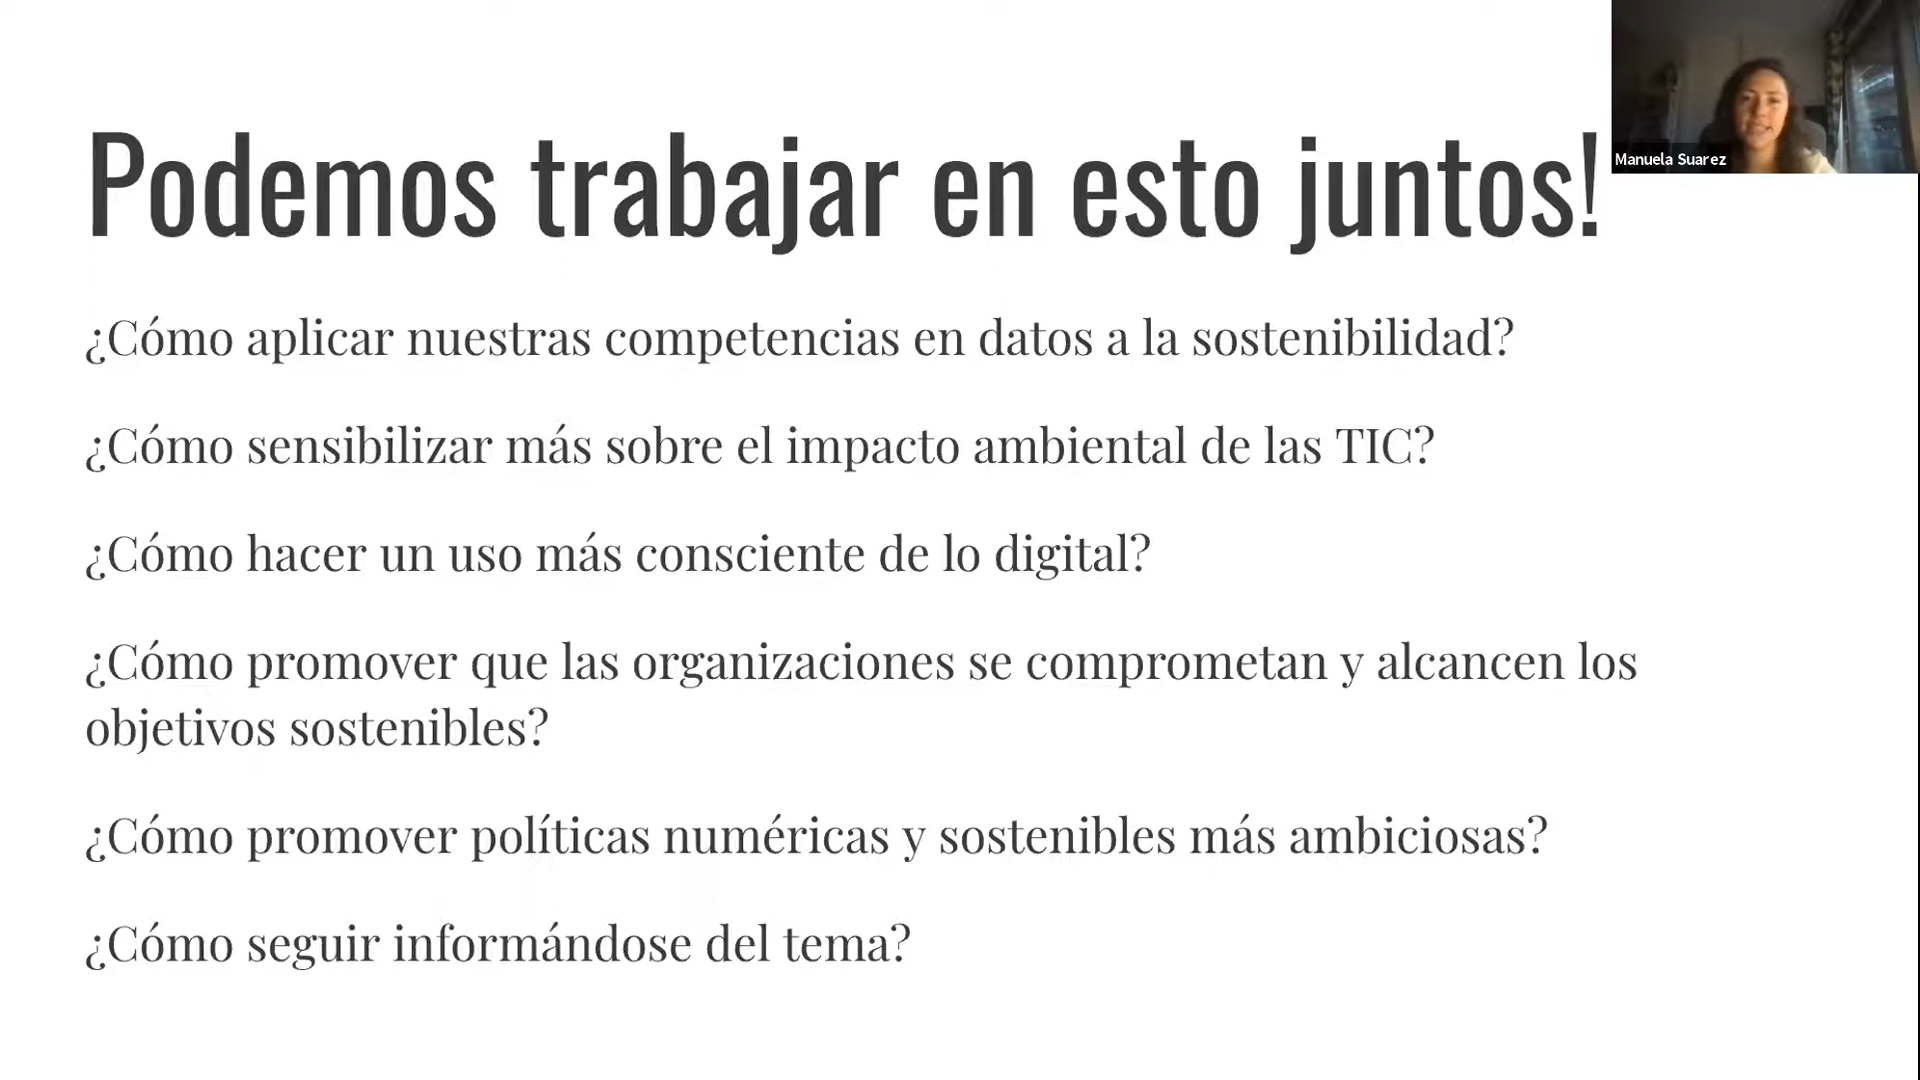 Podemos trabajar en esto juntos!
Manuela Suarez
¿Cómo aplicar nuestras competencias en datos a la sostenibilidad?
¿Cómo sensibilizar más sobre el impacto ambiental de las TIC?
¿Cómo hacer un uso más consciente de lo digital?
¿Cómo promover que las organizaciones se comprometan y alcancen los
objetivos sostenibles?
¿Cómo promover políticas numéricas y sostenibles más ambiciosas?
¿Cómo seguir informándose del tema?